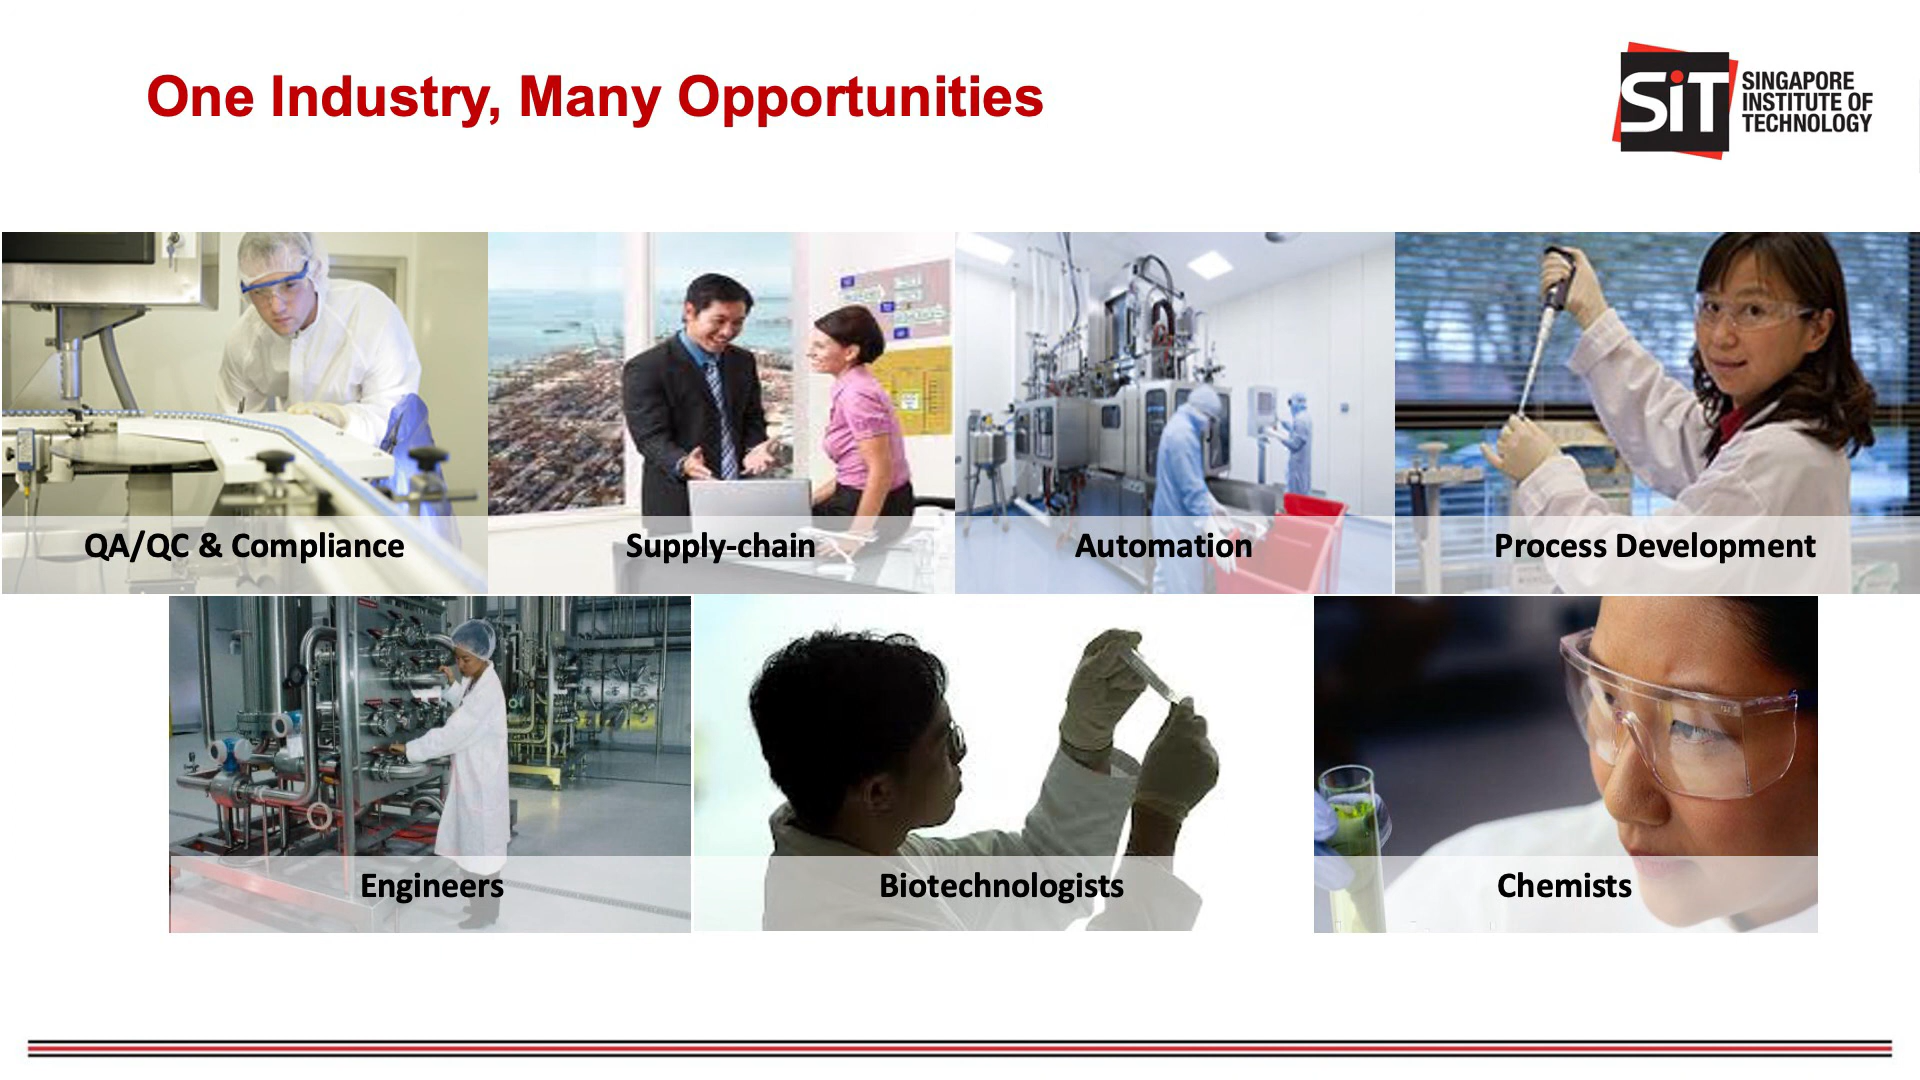 One Industry, Many Opportunities
SiT
SINGAPORE
INSTITUTE OF
TECHNOLOGY
QA/QC & Compliance
Supply-chain
Automation
Process Development
Engineers
Biotechnologists
Chemists